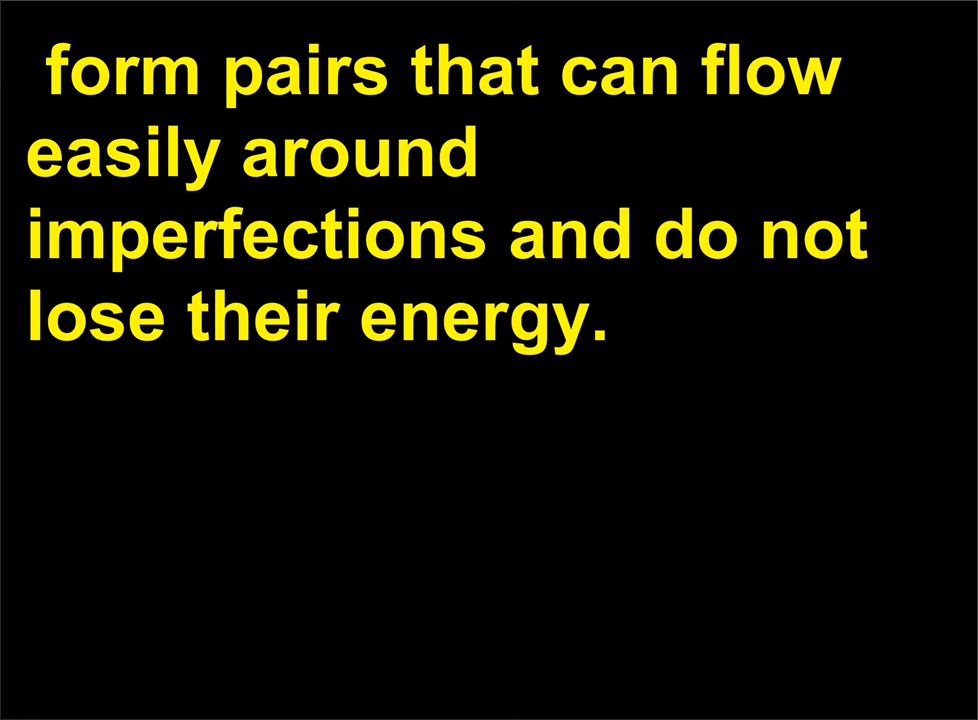 form pairs that can flow
easily around
imperfections and do not
lose their energy.